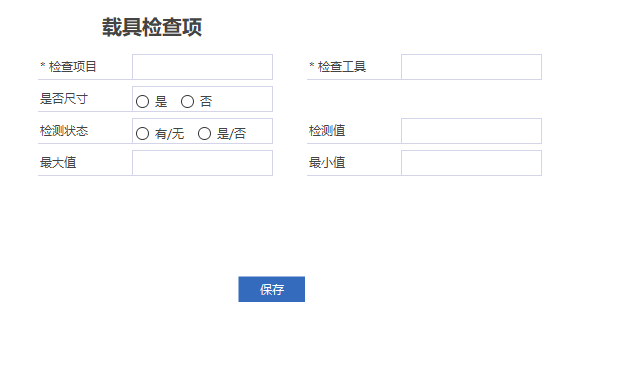 载具检查项
* 检查项目 * 检查工具
是否尺寸 是 否
检测状态 有/无 是/否 检测值
最大值 最小值
保存